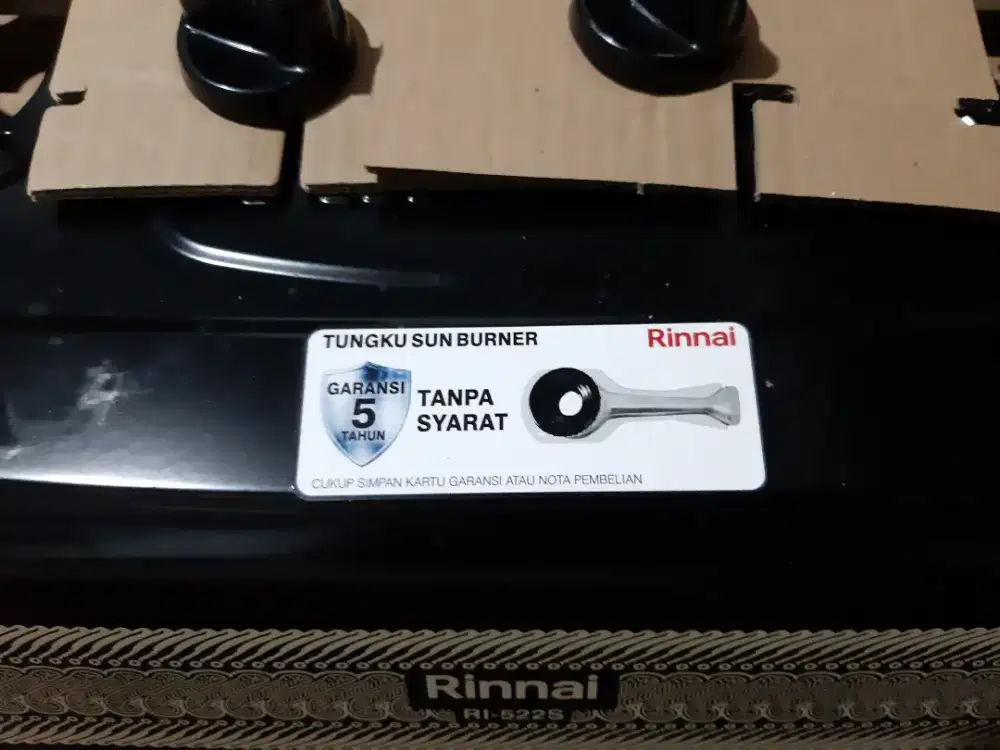 TUNGKU SUN BURNER
Rinnai
GARANSI
5
TAHUN
TANPA
SYARAT
CUKUP SIMPAN KARTU GARANSI ATAU NOTA PEMBELIAN
Rinnai
RI-522S